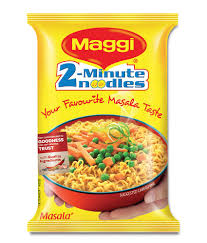 Maggi
2-Minute
noodles
Your Favourite Masala Taste
GOODNESS
TRUST
Masala